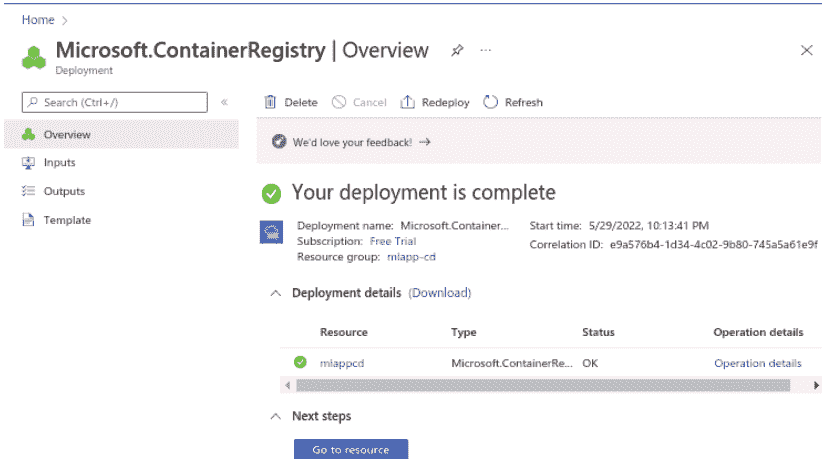 Home >
Microsoft.ContainerRegistry | Overview ...
Deployment
Search (Ctrl+/) «
Overview
Inputs
Outputs
Template
Delete Cancel Redeploy Refresh
We'd love your feedback! →
Your deployment is complete
Deployment name: Microsoft.Container...
Subscription: Free Trial
Resource group: mlapp-cd
Start time: 5/29/2022, 10:13:41 PM
Correlation ID: e9a576b4-1d34-4c02-9b80-745a5a61e9f
Deployment details (Download)
Resource Type Status Operation details
mlappcd Microsoft.ContainerRe... OK Operation details
Next steps
Go to resource